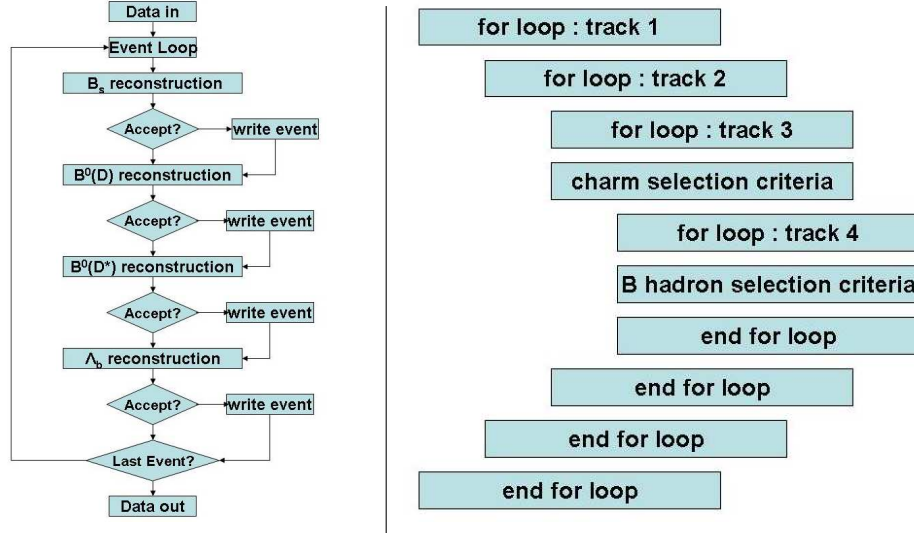 Data in
Event Loop
Bₛ reconstruction
Accept?
write event
B⁰(D) reconstruction
Accept?
write event
B⁰(D*) reconstruction
Accept?
write event
Λ_b reconstruction
Accept?
write event
Last Event?
Data out
for loop : track 1
for loop : track 2
for loop : track 3
charm selection criteria
for loop : track 4
B hadron selection criteria
end for loop
end for loop
end for loop
end for loop